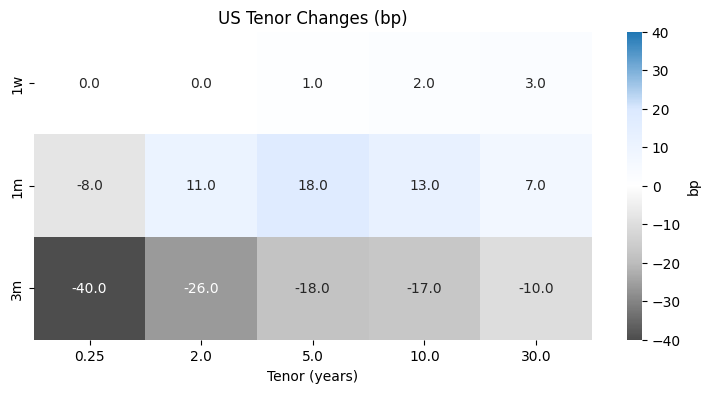 US Tenor Changes (bp)
1w 0.0 0.0 1.0 2.0 3.0
1m -8.0 11.0 18.0 13.0 7.0
3m -40.0 -26.0 -18.0 -17.0 -10.0
0.25 2.0 5.0 10.0 30.0
Tenor (years)
40
30
20
10
0
−10
−20
−30
−40
bp